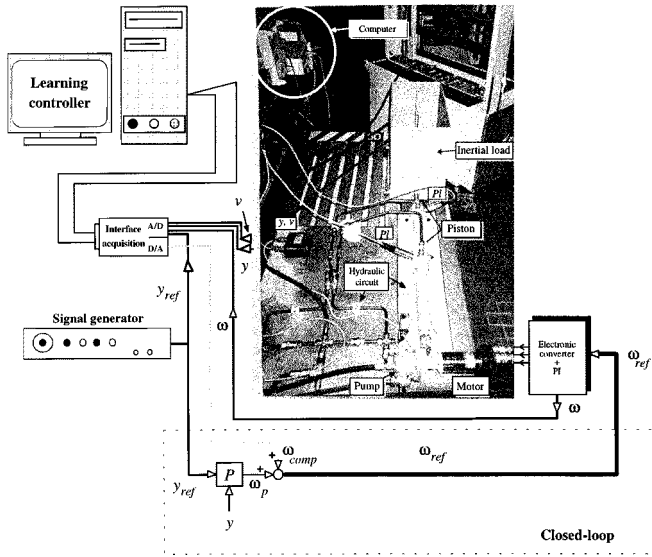 Computer
Learning
controller
Inertial load
v
Pl
y, v
Piston
Interface
acquisition
A/D
D/A
Pl
y
y_ref
Hydraulic
circuit
Signal generator
ω
Electronic
converter
+
PI
ω_ref
Pump
Motor
ω
+
ω_comp
ω_ref
P
+
y_ref
ω_p
y
Closed-loop